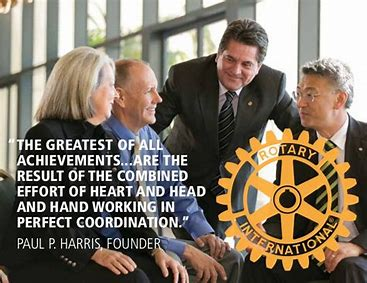 "THE GREATEST OF ALL
ACHIEVEMENTS...ARE THE
RESULT OF THE COMBINED
EFFORT OF HEART AND HEAD
AND HAND WORKING IN
PERFECT COORDINATION."
PAUL P. HARRIS, FOUNDER
ROTARY
INTERNATIONAL®